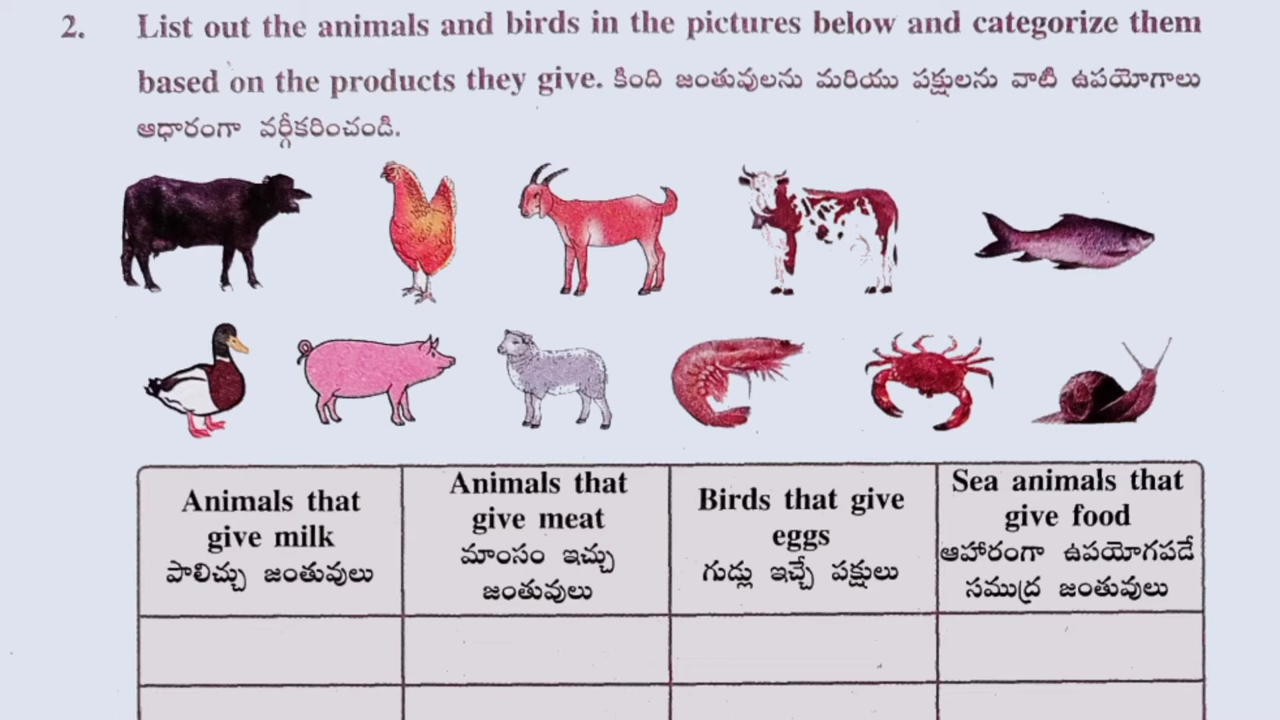 2. List out the animals and birds in the pictures below and categorize them
based on the products they give. కింది జంతువులను మరియు పక్షులను వాటి ఉపయోగాలు
ఆధారంగా వర్గీకరించండి.
Animals that
give milk
పాలిచ్చు జంతువులు
Animals that
give meat
మాంసం ఇచ్చు
జంతువులు
Birds that give
eggs
గుడ్లు ఇచ్చే పక్షులు
Sea animals that
give food
ఆహారంగా ఉపయోగపడే
సముద్ర జంతువులు